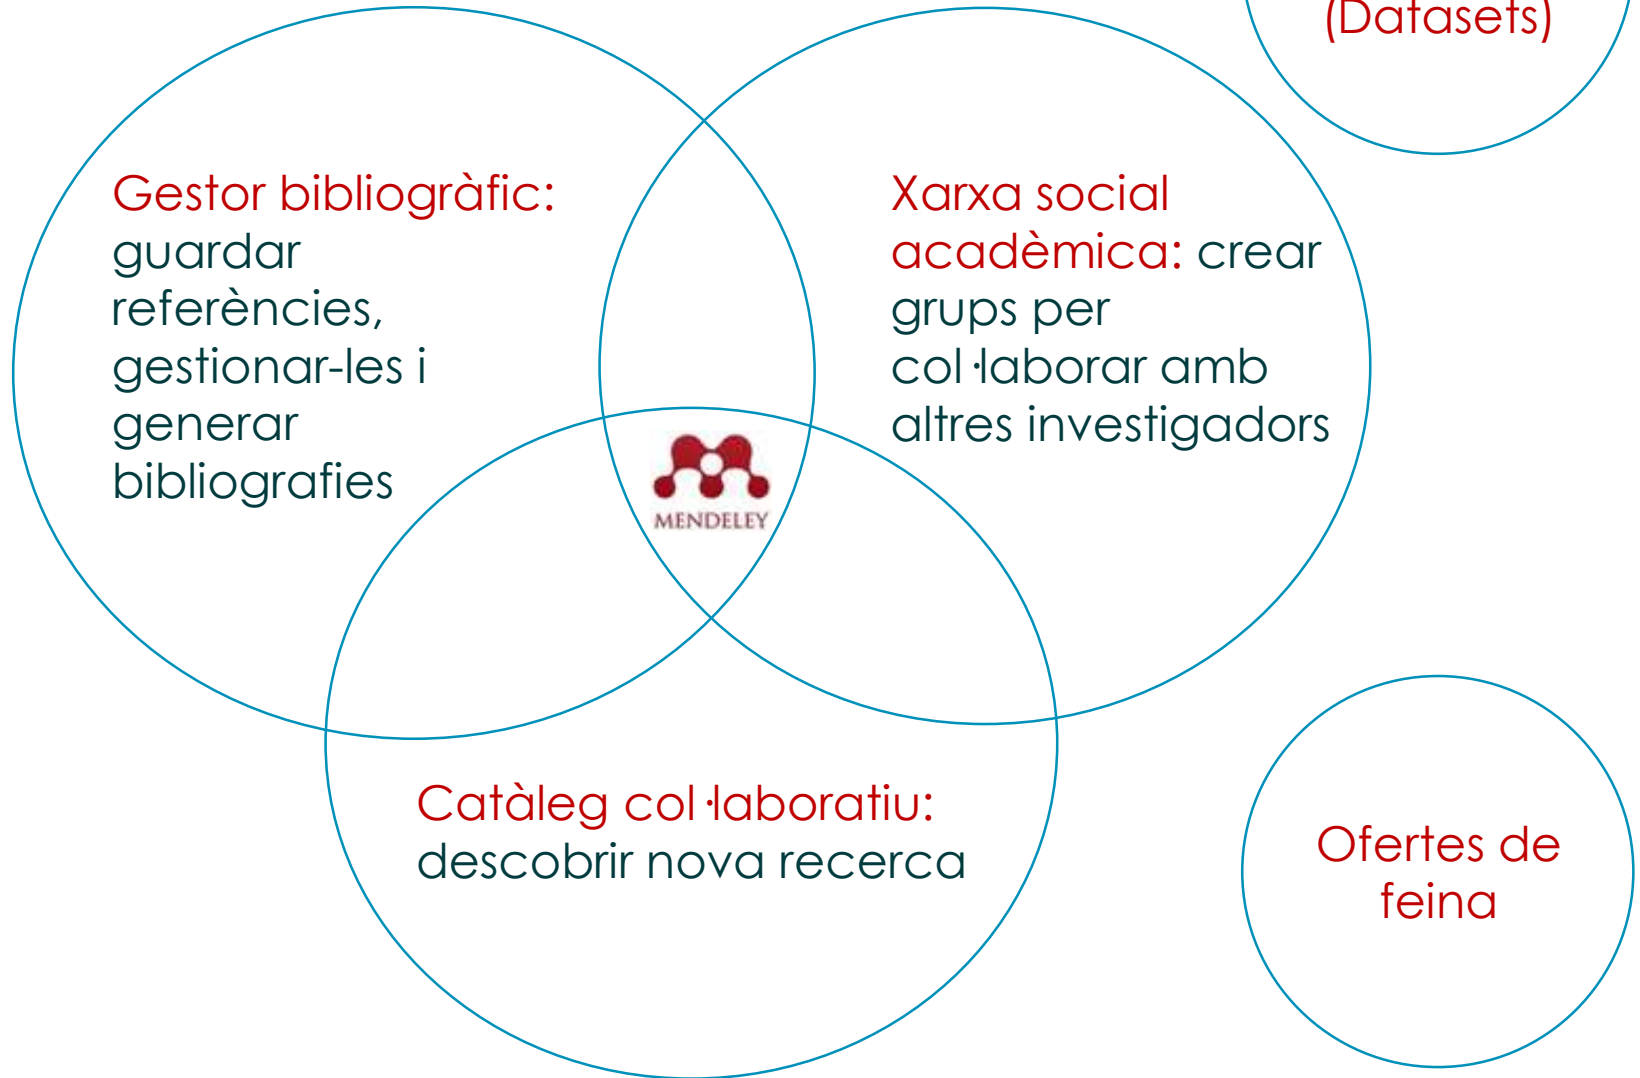 (Datasets)
Gestor bibliogràfic:
guardar
referències,
gestionar-les i
generar
bibliografies
Xarxa social
acadèmica: crear
grups per
col·laborar amb
altres investigadors
MENDELEY
Catàleg col·laboratiu:
descobrir nova recerca
Ofertes de
feina